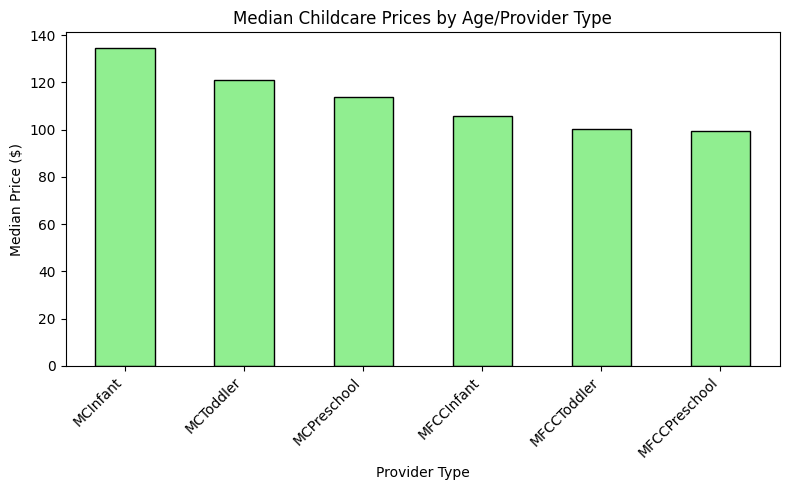 Median Childcare Prices by Age/Provider Type
Median Price ($)
140
120
100
80
60
40
20
0
MCInfant
MCToddler
MCPreschool
MFCCInfant
MFCCToddler
MFCCPreschool
Provider Type